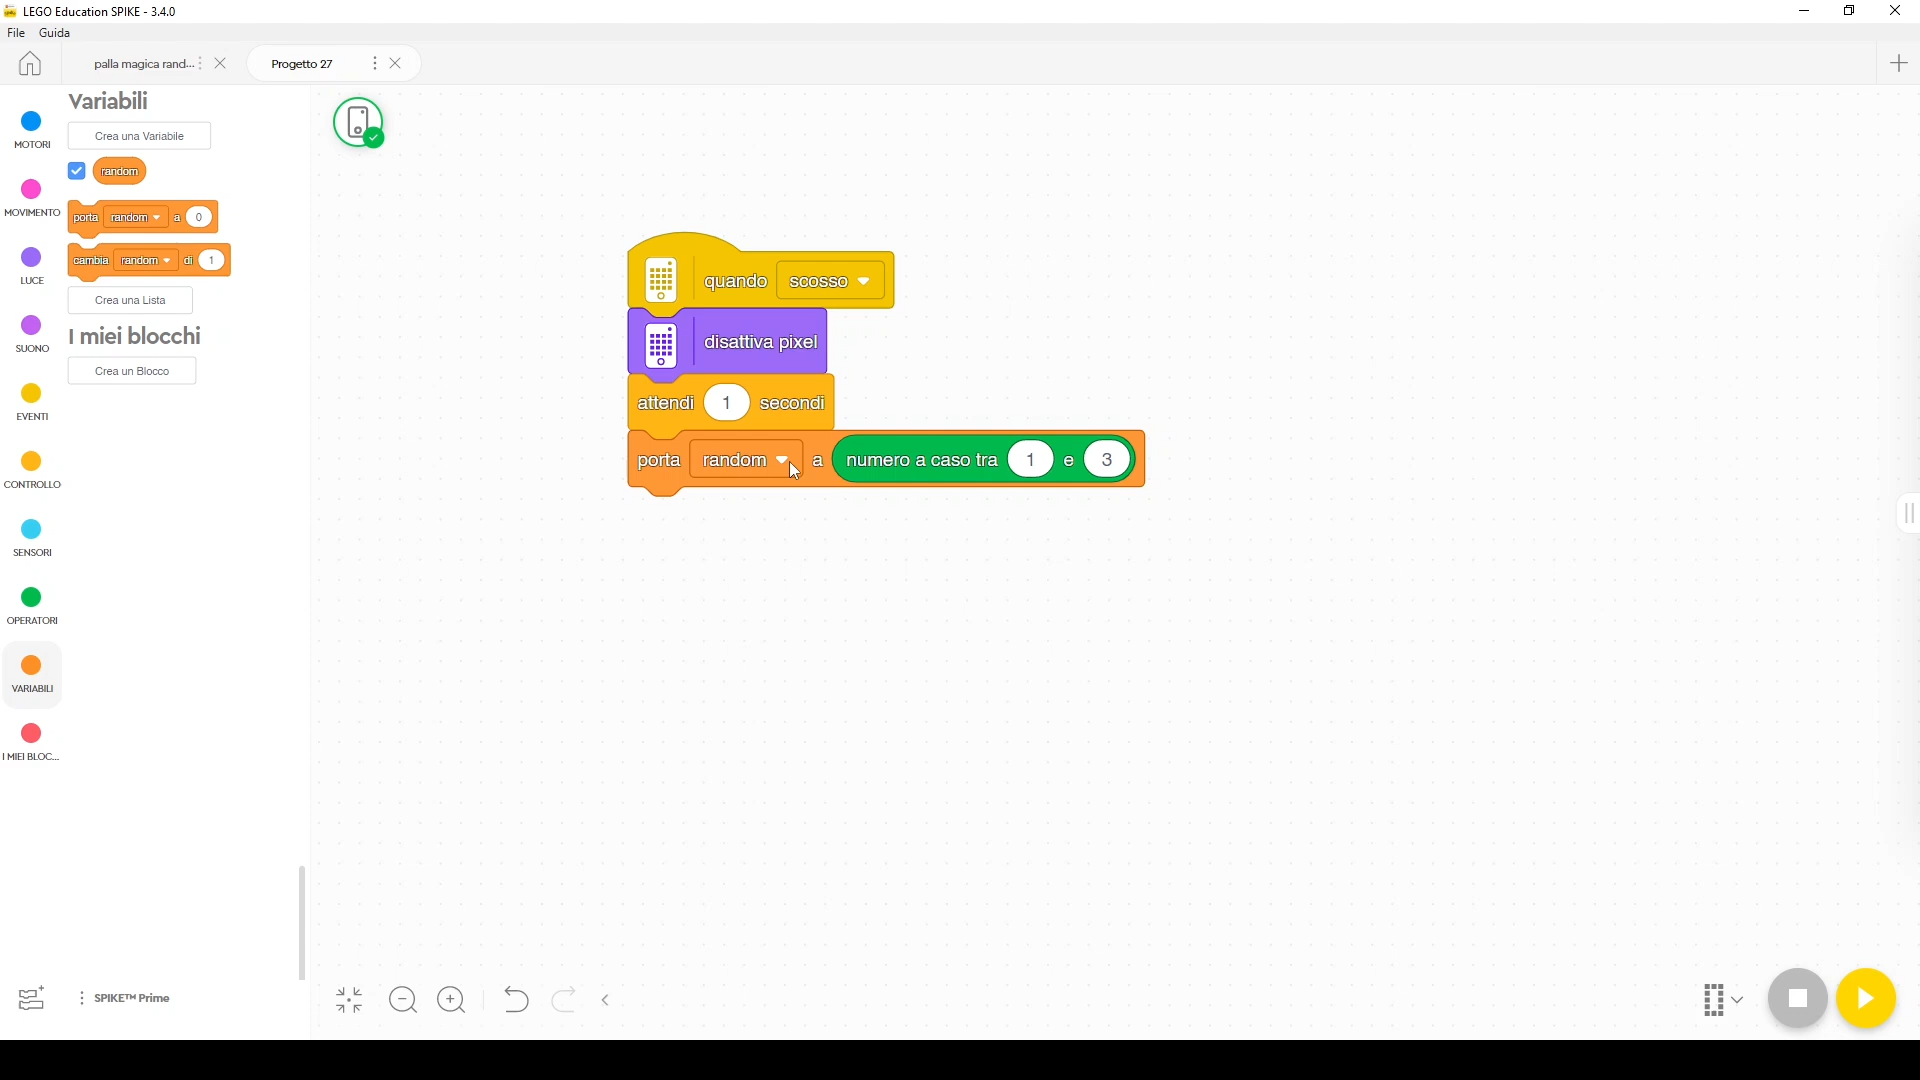 LEGO Education SPIKE - 3.4.0
File Guida
palla magica rand...
Progetto 27
MOTORI
MOVIMENTO
LUCE
SUONO
EVENTI
CONTROLLO
SENSORI
OPERATORI
VARIABILI
I MIEI BLOC...
Variabili
Crea una Variabile
random
porta random a 0
cambia random di 1
Crea una Lista
I miei blocchi
Crea un Blocco
quando scosso
disattiva pixel
attendi 1 secondi
porta random a numero a caso tra 1 e 3
SPIKE™ Prime